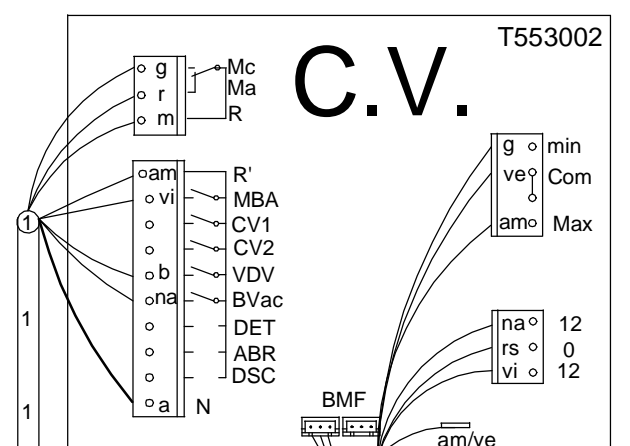 T553002
C.V.
g Mc
r Ma
m R
am R'
vi MBA
CV1
CV2
b VDV
na BVac
DET
ABR
DSC
a N
1
1
1
g min
ve Com
am Max
na 12
rs 0
vi 12
BMF
am/ve